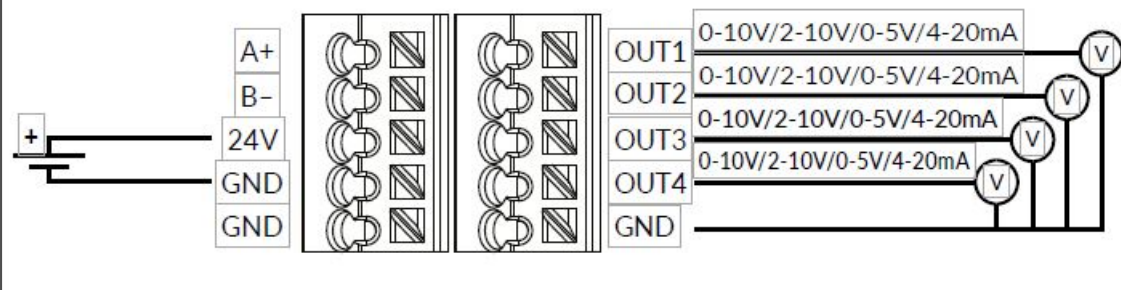 A+
B-
+
24V
GND
GND
OUT1 0-10V/2-10V/0-5V/4-20mA V
OUT2 0-10V/2-10V/0-5V/4-20mA V
OUT3 0-10V/2-10V/0-5V/4-20mA V
OUT4 0-10V/2-10V/0-5V/4-20mA V
GND